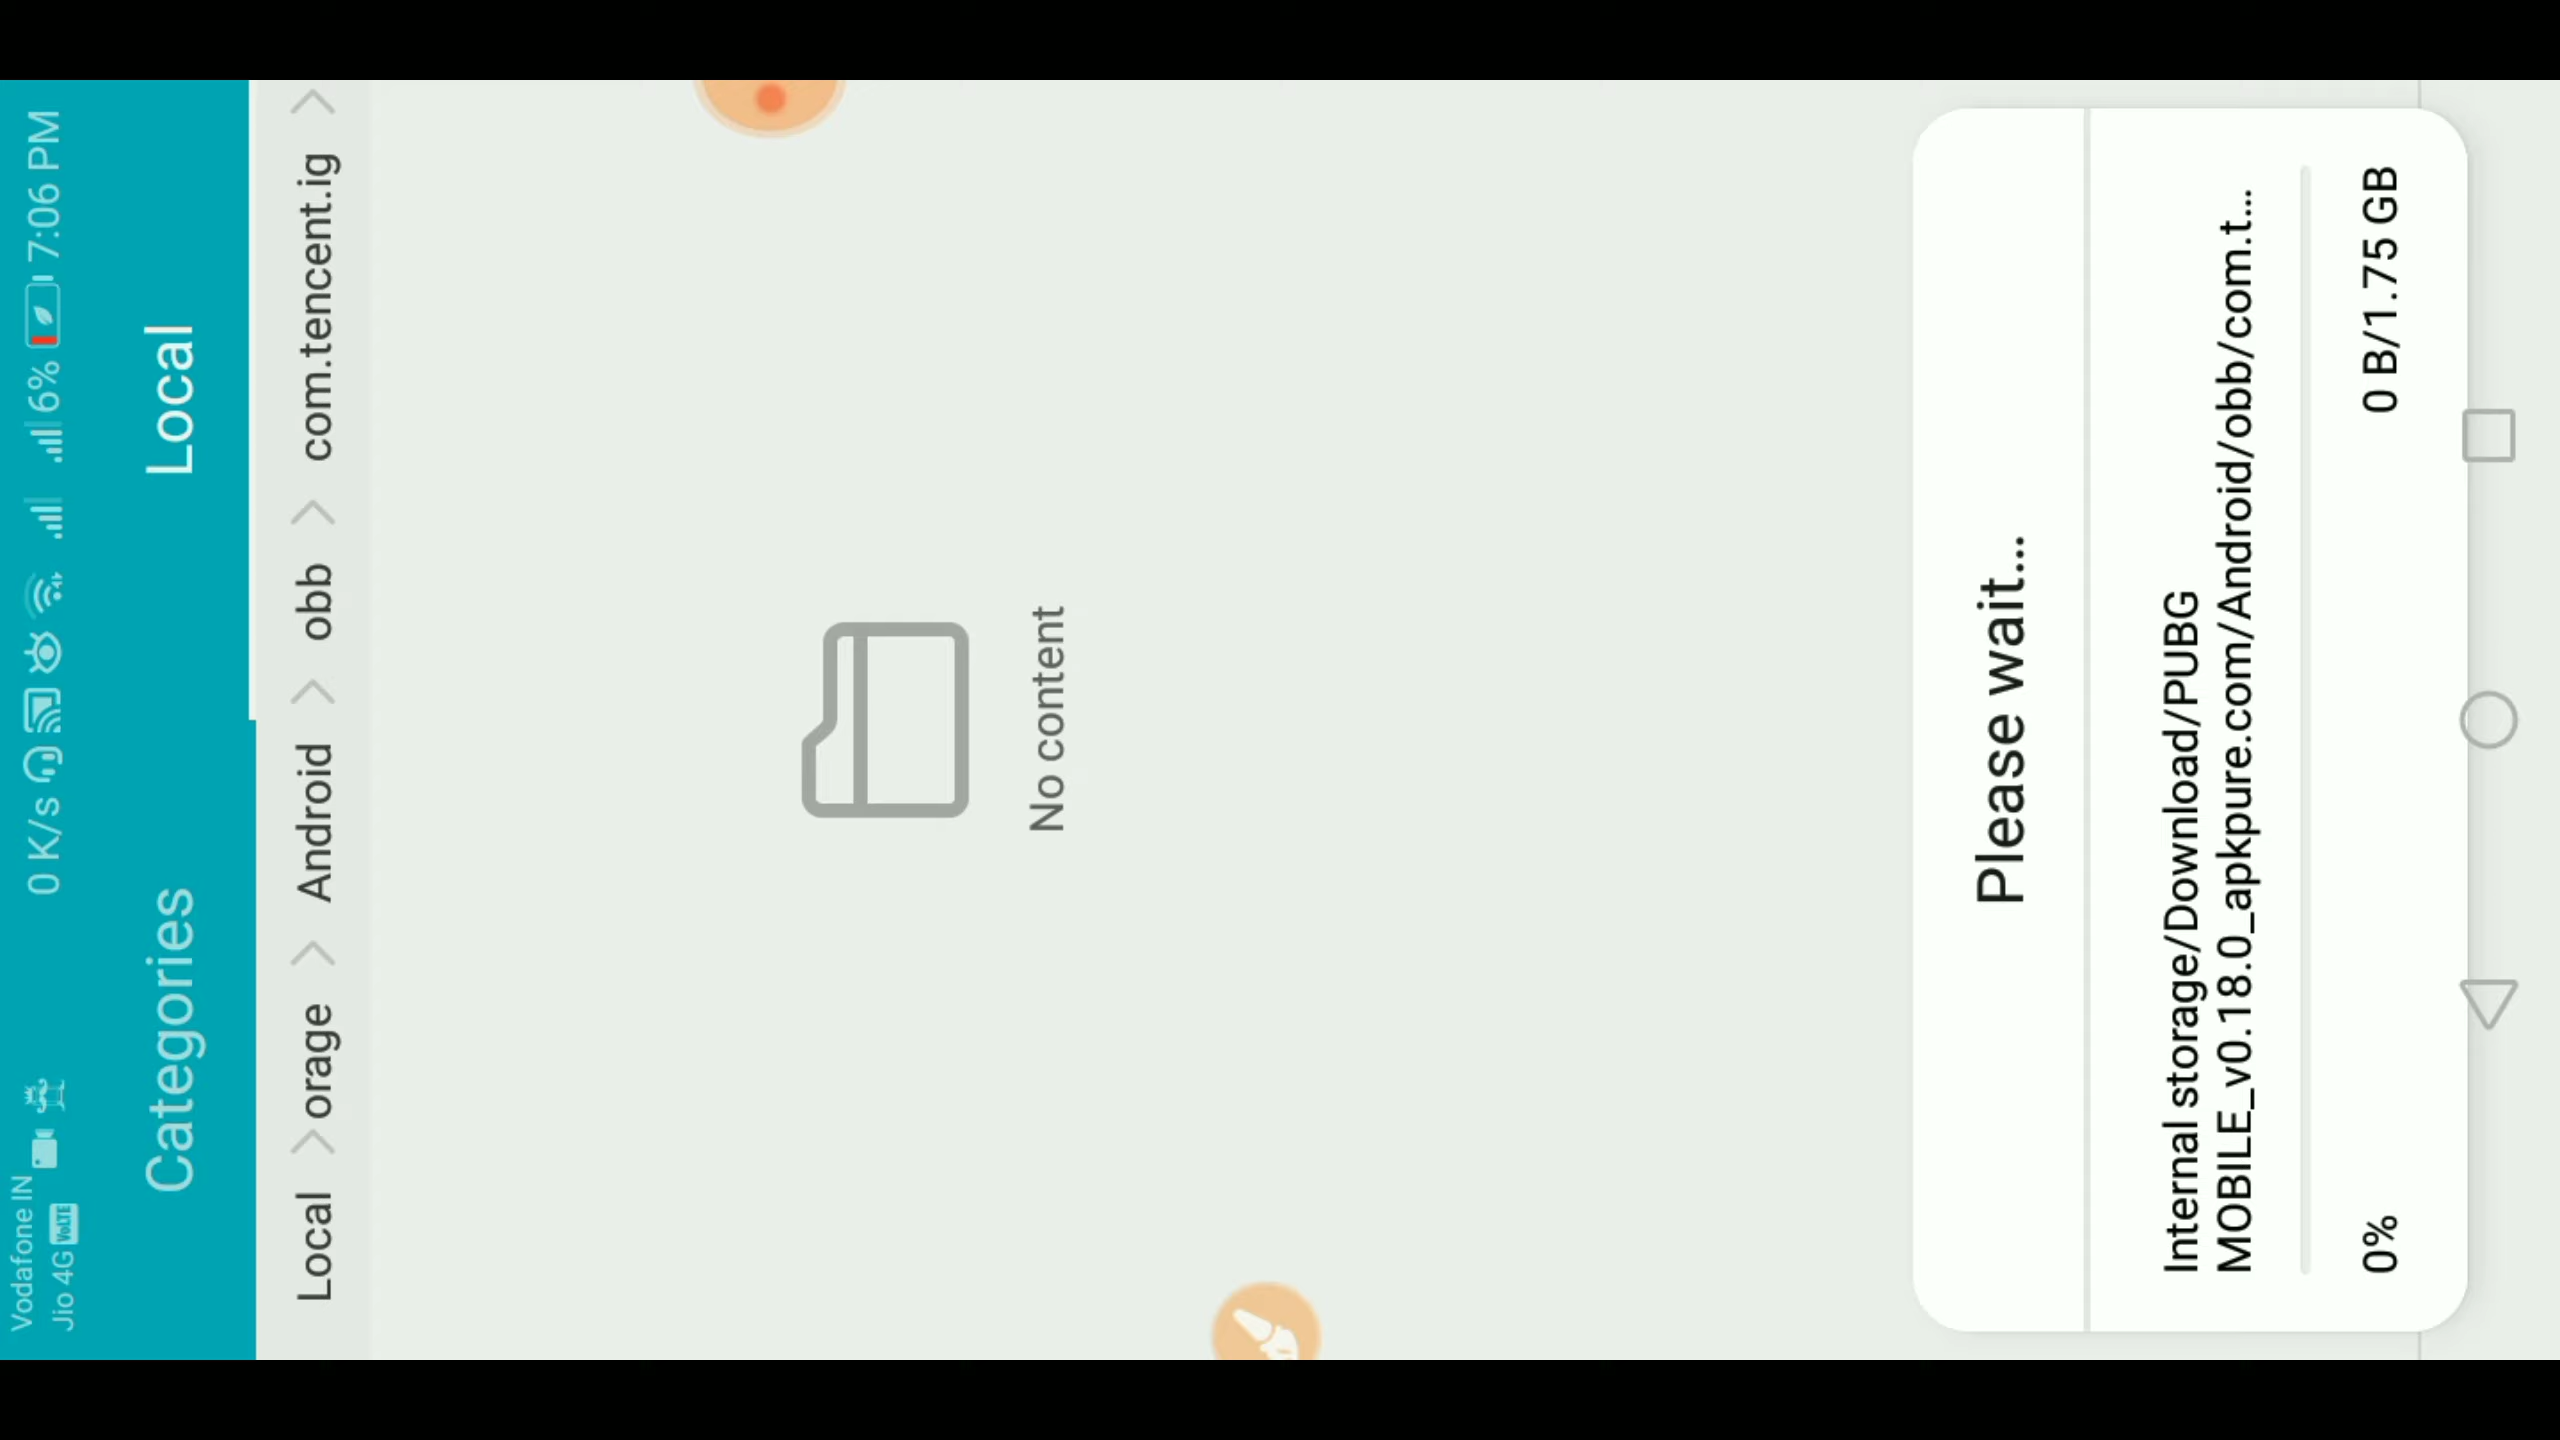 Vodafone IN
Jio 4G VoLTE
0 K/s
6%
7:06 PM
Categories
Local
Local > orage > Android > obb > com.tencent.ig >
No content
Please wait...
Internal storage/Download/PUBG
MOBILE_v0.18.0_apkpure.com/Android/obb/com.t...
0%
0 B/1.75 GB